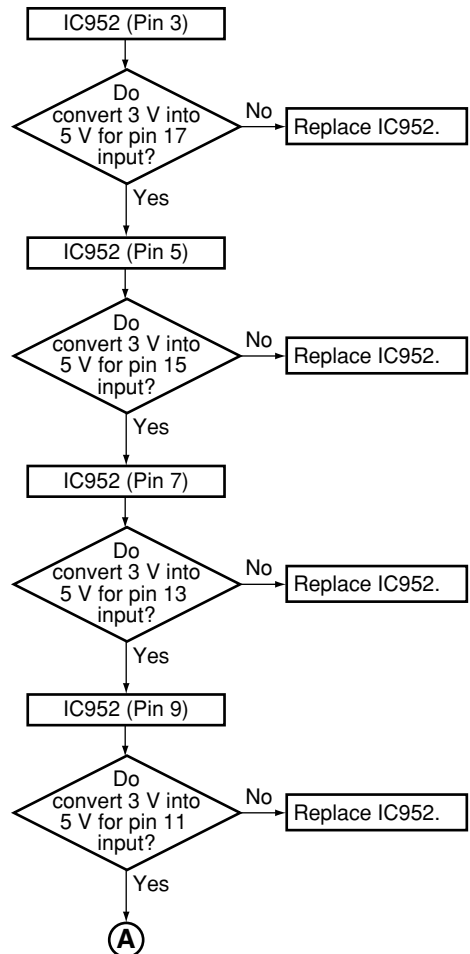 IC952 (Pin 3)
Do
convert 3 V into
5 V for pin 17
input?
No
Replace IC952.
Yes
IC952 (Pin 5)
Do
convert 3 V into
5 V for pin 15
input?
No
Replace IC952.
Yes
IC952 (Pin 7)
Do
convert 3 V into
5 V for pin 13
input?
No
Replace IC952.
Yes
IC952 (Pin 9)
Do
convert 3 V into
5 V for pin 11
input?
No
Replace IC952.
Yes
A